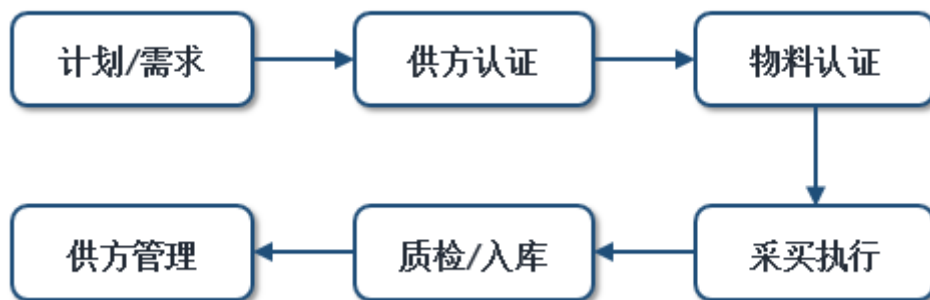 计划/需求
供方认证
物料认证
采买执行
质检/入库
供方管理